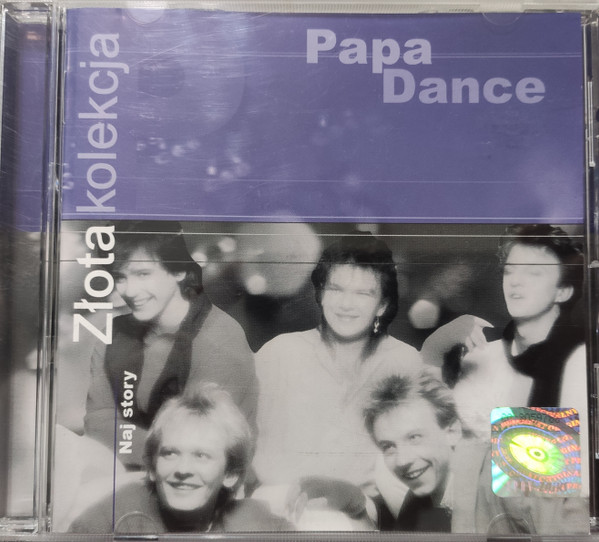 Papa
Dance
Złota kolekcja
Naj story